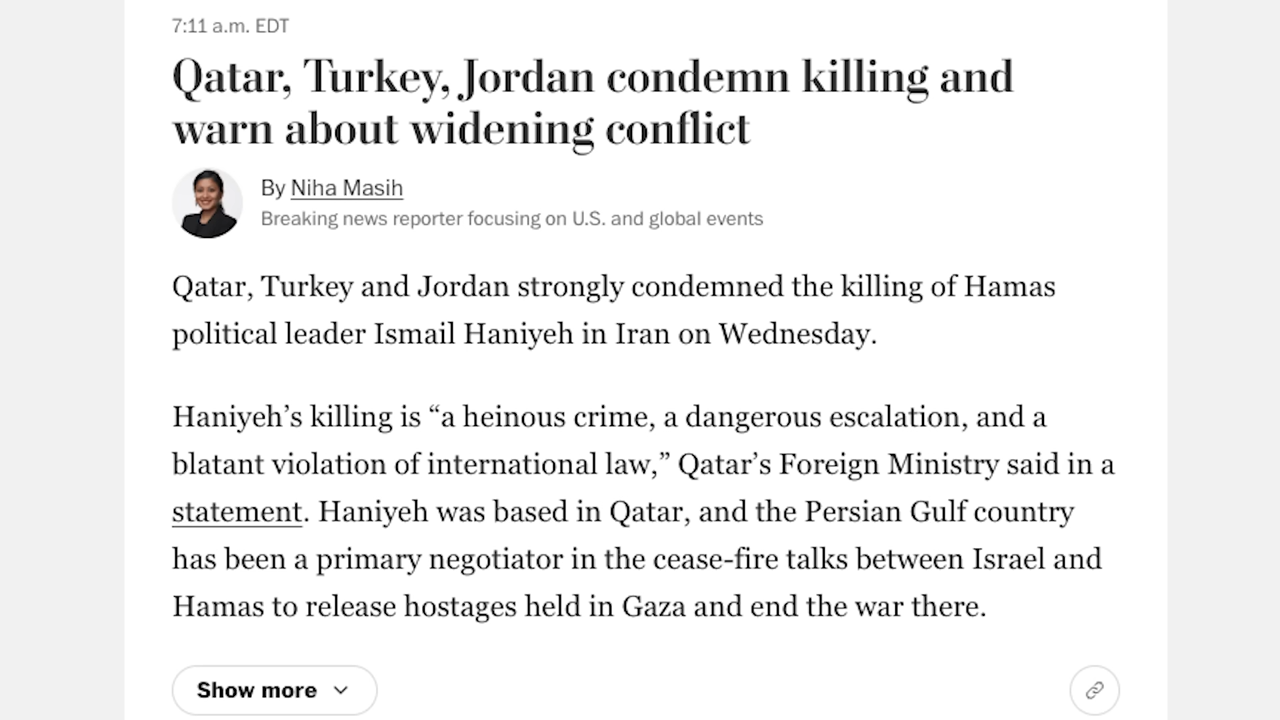 7:11 a.m. EDT
Qatar, Turkey, Jordan condemn killing and
warn about widening conflict
By Niha Masih
Breaking news reporter focusing on U.S. and global events
Qatar, Turkey and Jordan strongly condemned the killing of Hamas
political leader Ismail Haniyeh in Iran on Wednesday.
Haniyeh’s killing is “a heinous crime, a dangerous escalation, and a
blatant violation of international law,” Qatar’s Foreign Ministry said in a
statement. Haniyeh was based in Qatar, and the Persian Gulf country
has been a primary negotiator in the cease-fire talks between Israel and
Hamas to release hostages held in Gaza and end the war there.
Show more